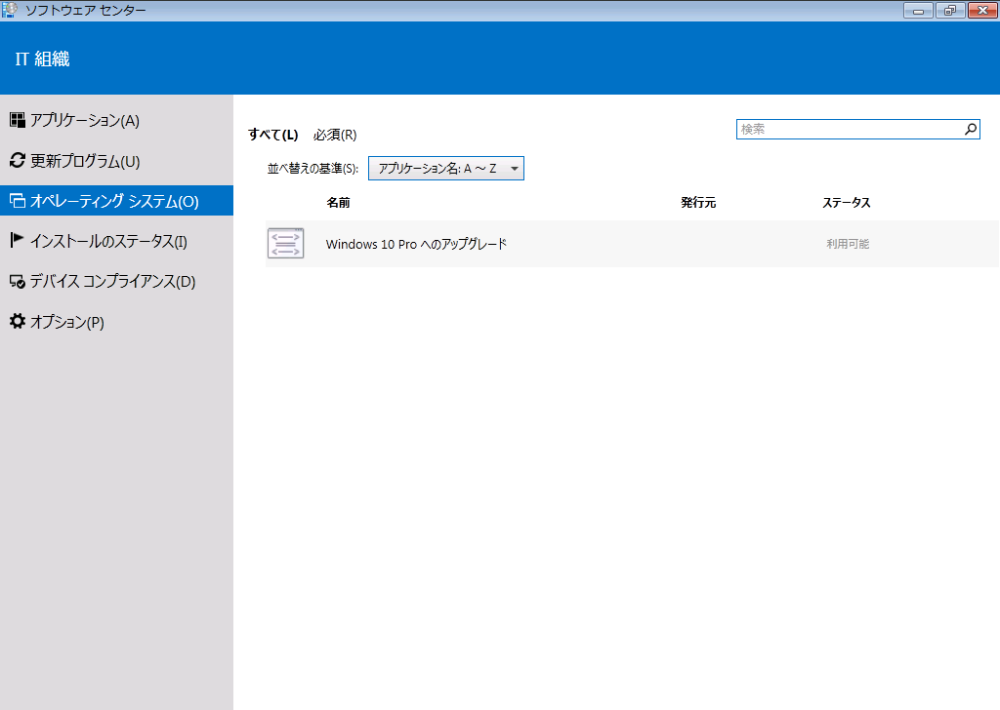 ソフトウェア センター
IT 組織
アプリケーション(A)
更新プログラム(U)
オペレーティング システム(O)
インストールのステータス(I)
デバイス コンプライアンス(D)
オプション(P)
すべて(L) 必須(R)
検索
並べ替えの基準(S): アプリケーション名: A ～ Z
名前 発行元 ステータス
Windows 10 Pro へのアップグレード 利用可能